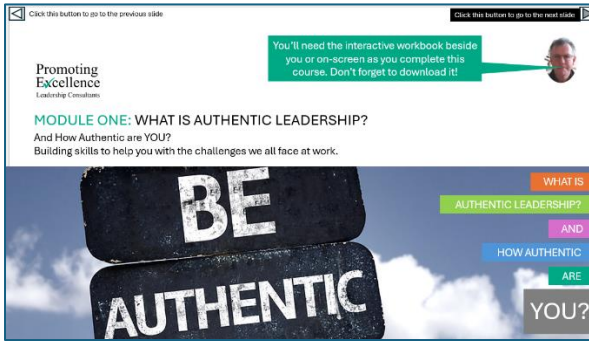 Click this button to go to the previous slide
Click this button to go to the next slide
You'll need the interactive workbook beside
you or on-screen as you complete this
course. Don't forget to download it!
Promoting
Excellence
Leadership Consultants
MODULE ONE: WHAT IS AUTHENTIC LEADERSHIP?
And How Authentic are YOU?
Building skills to help you with the challenges we all face at work.
BE
AUTHENTIC
WHAT IS
AUTHENTIC LEADERSHIP?
AND
HOW AUTHENTIC
ARE
YOU?